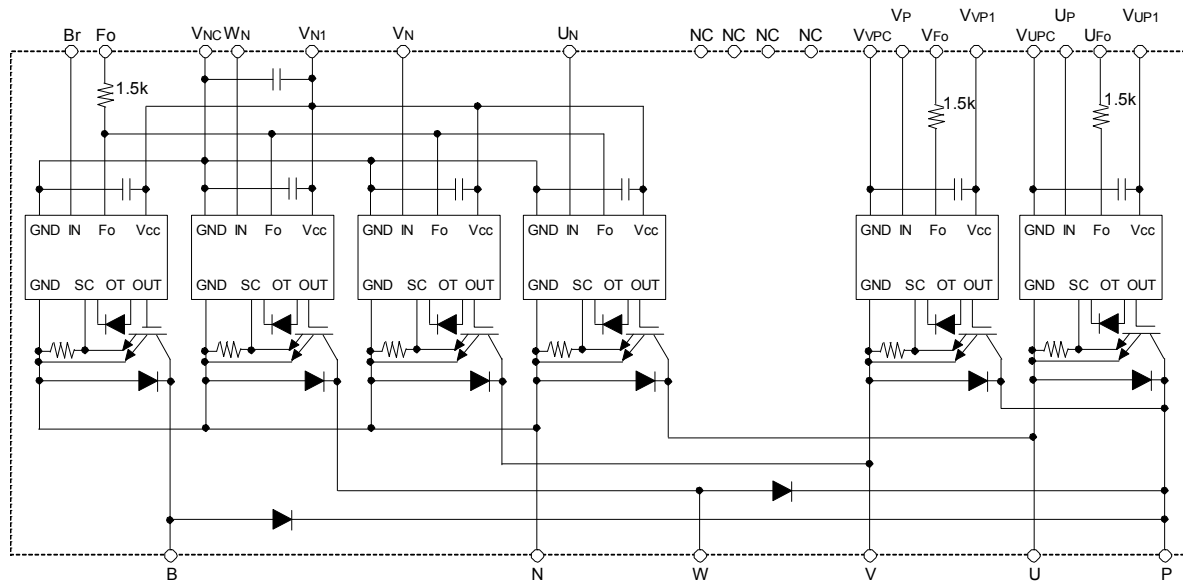 VP VVP1 UP VUP1
Br Fo VNC WN VN1 VN UN NC NC NC NC VVPC VFo VUPC UFo
1.5k 1.5k 1.5k
GND IN Fo Vcc GND IN Fo Vcc GND IN Fo Vcc GND IN Fo Vcc GND IN Fo Vcc GND IN Fo Vcc
GND SC OT OUT GND SC OT OUT GND SC OT OUT GND SC OT OUT GND SC OT OUT GND SC OT OUT
B N W V U P